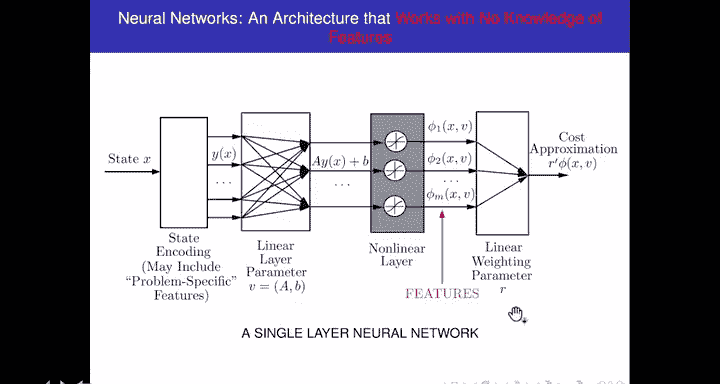 Neural Networks: An Architecture that Works with No Knowledge of
Features
State x
y(x)
· · ·
Ay(x) + b
· · ·
ϕ₁(x, v)
ϕ₂(x, v)
· · ·
ϕₘ(x, v)
Cost
Approximation
r′ϕ(x, v)
State
Encoding
(May Include
“Problem-Specific”
Features)
Linear
Layer
Parameter
v = (A, b)
Nonlinear
Layer
FEATURES
Linear
Weighting
Parameter
r
A SINGLE LAYER NEURAL NETWORK